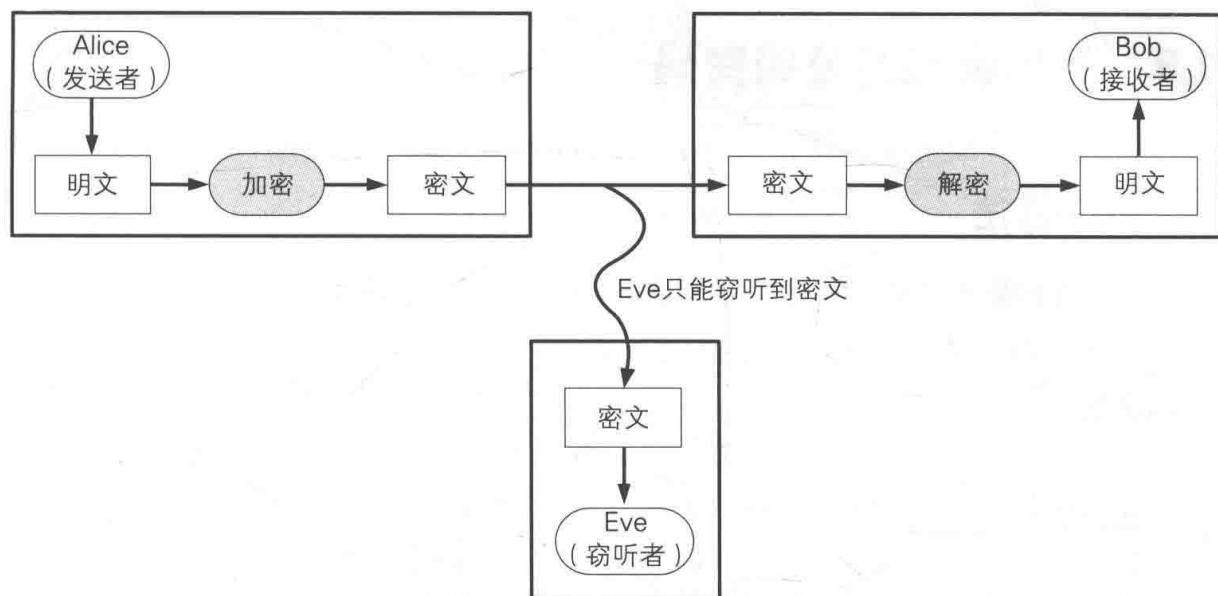 Alice
（发送者）
Bob
（接收者）
明文
加密
密文
密文
解密
明文
Eve只能窃听到密文
密文
Eve
（窃听者）